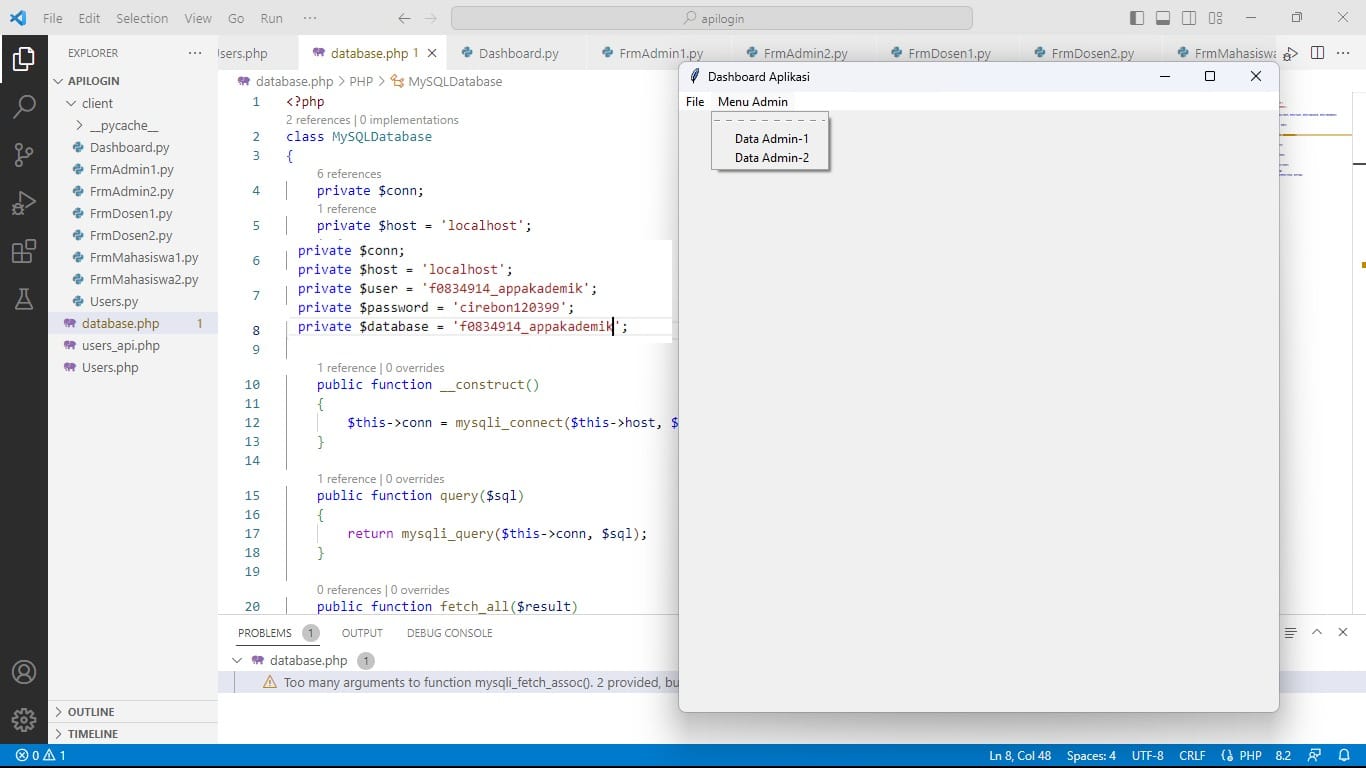 File Edit Selection View Go Run ··· apilogin
EXPLORER ···
APILOGIN
client
__pycache__
Dashboard.py
FrmAdmin1.py
FrmAdmin2.py
FrmDosen1.py
FrmDosen2.py
FrmMahasiswa1.py
FrmMahasiswa2.py
Users.py
database.php 1
users_api.php
Users.php
OUTLINE
TIMELINE
Jsers.php database.php 1 Dashboard.py FrmAdmin1.py FrmAdmin2.py FrmDosen1.py FrmDosen2.py FrmMahasiswa
database.php > PHP > MySQLDatabase
1 <?php
2 references | 0 implementations
2 class MySQLDatabase
3 {
6 references
4 private $conn;
1 reference
5 private $host = 'localhost';
private $conn;
6 private $host = 'localhost';
private $user = 'f0834914_appakademik';
7 private $password = 'cirebon120399';
8 private $database = 'f0834914_appakademik';
9
1 reference | 0 overrides
10 public function __construct()
11 {
12 $this->conn = mysqli_connect($this->host, $
13 }
14
1 reference | 0 overrides
15 public function query($sql)
16 {
17 return mysqli_query($this->conn, $sql);
18 }
19
0 references | 0 overrides
20 public function fetch_all($result)
PROBLEMS 1 OUTPUT DEBUG CONSOLE
database.php 1
Too many arguments to function mysqli_fetch_assoc(). 2 provided, bu
Dashboard Aplikasi
File Menu Admin
Data Admin-1
Data Admin-2
0 1 Ln 8, Col 48 Spaces: 4 UTF-8 CRLF PHP 8.2